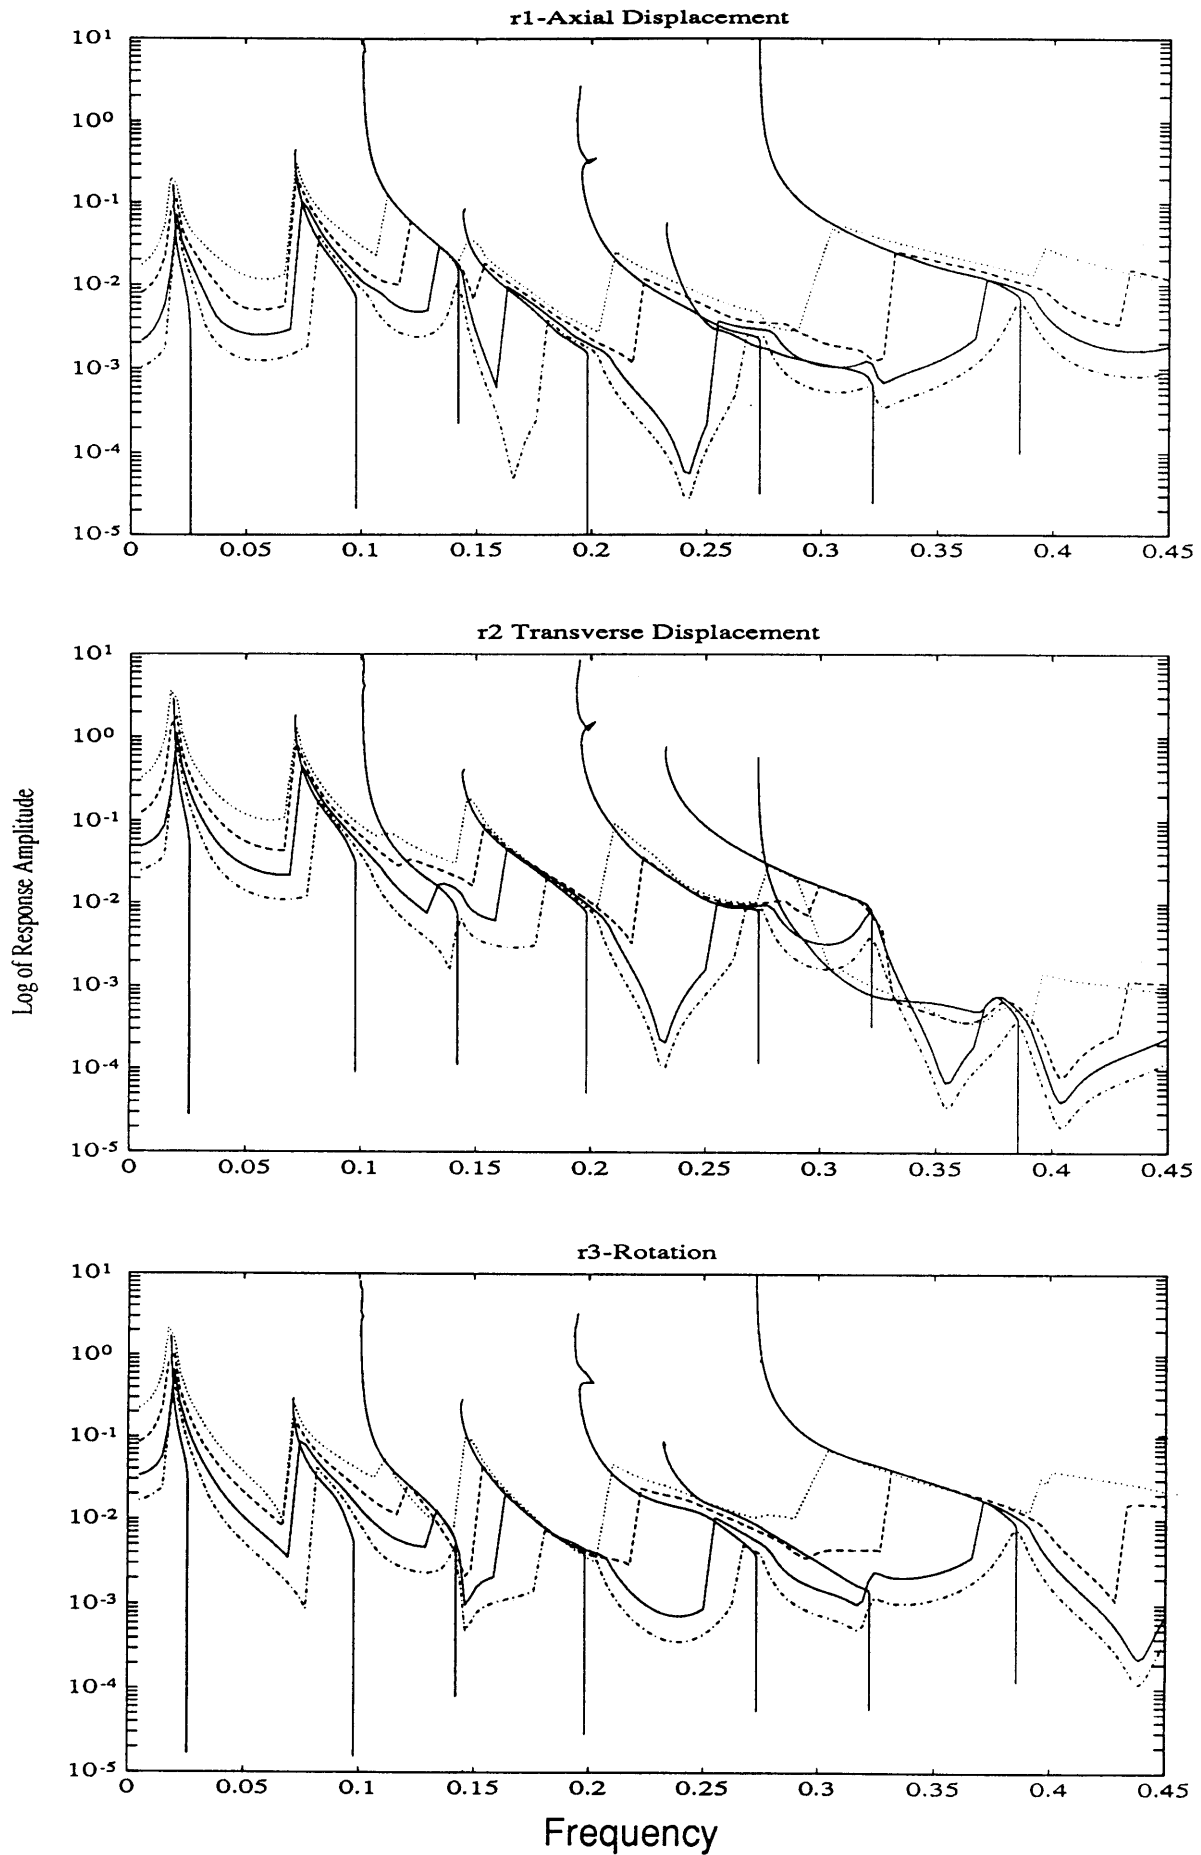 r1-Axial Displacement
10¹
10⁰
10⁻¹
10⁻²
10⁻³
10⁻⁴
10⁻⁵
0 0.05 0.1 0.15 0.2 0.25 0.3 0.35 0.4 0.45
r2 Transverse Displacement
Log of Response Amplitude
10¹
10⁰
10⁻¹
10⁻²
10⁻³
10⁻⁴
10⁻⁵
0 0.05 0.1 0.15 0.2 0.25 0.3 0.35 0.4 0.45
r3-Rotation
10¹
10⁰
10⁻¹
10⁻²
10⁻³
10⁻⁴
10⁻⁵
0 0.05 0.1 0.15 0.2 0.25 0.3 0.35 0.4 0.45
Frequency